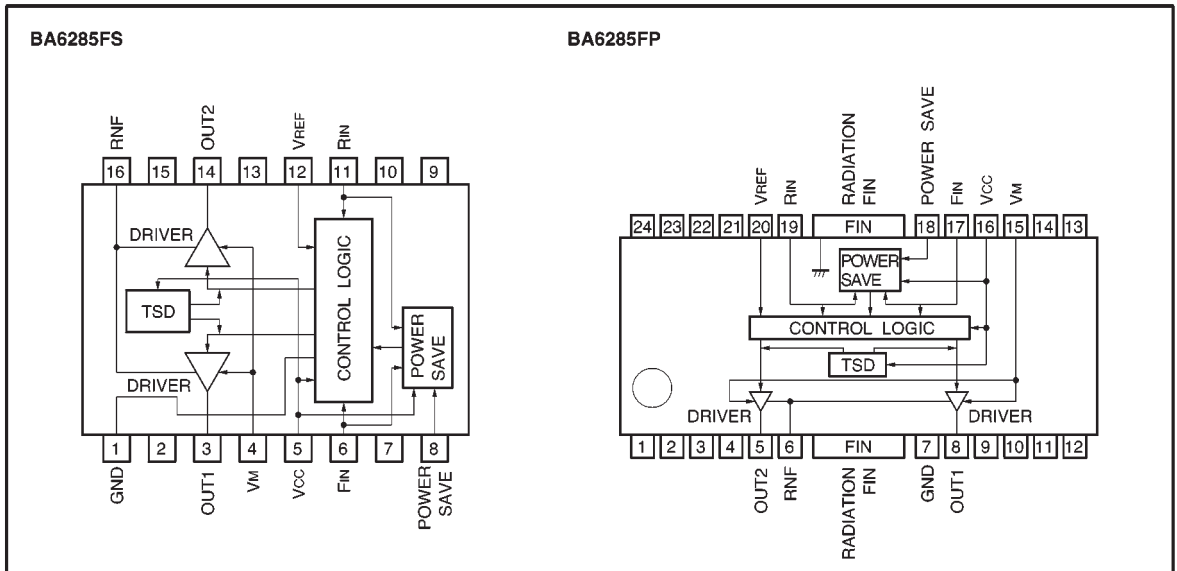 BA6285FS
RNF
OUT2
VREF
RIN
16 15 14 13 12 11 10 9
DRIVER
TSD
DRIVER
CONTROL LOGIC
POWER
SAVE
1 2 3 4 5 6 7 8
GND
OUT1
VM
VCC
FIN
POWER
SAVE
BA6285FP
VREF
RIN
RADIATION
FIN
POWER SAVE
FIN
VCC
VM
24 23 22 21 20 19 FIN 18 17 16 15 14 13
POWER
SAVE
CONTROL LOGIC
TSD
DRIVER
DRIVER
1 2 3 4 5 6 FIN 7 8 9 10 11 12
OUT2
RNF
RADIATION
FIN
GND
OUT1